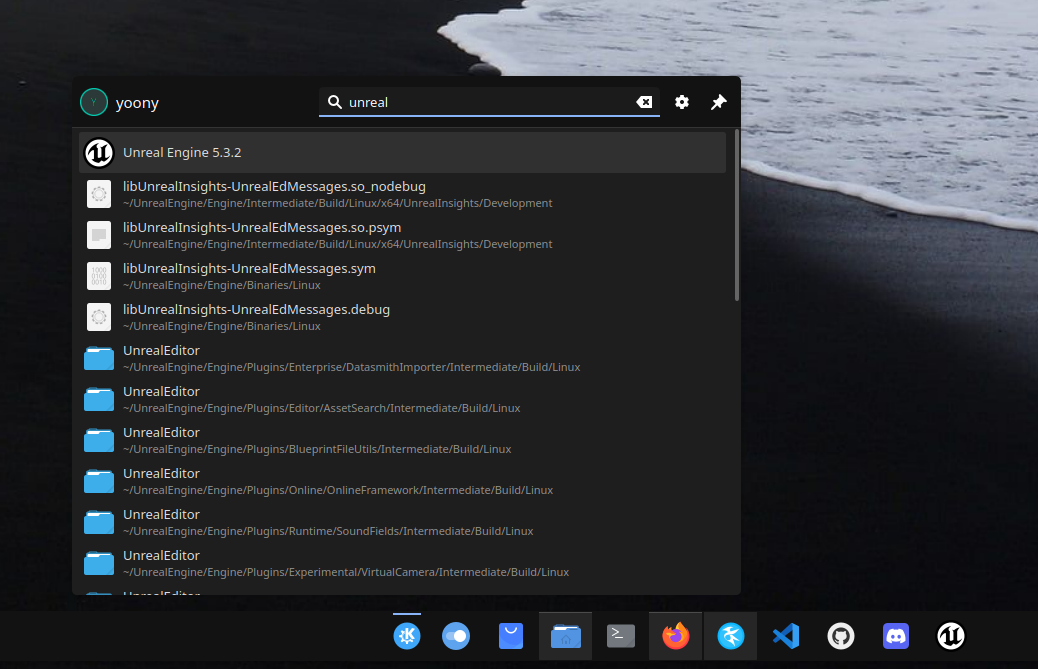 Y yoony
unreal
Unreal Engine 5.3.2
libUnrealInsights-UnrealEdMessages.so_nodebug
~/UnrealEngine/Engine/Intermediate/Build/Linux/x64/UnrealInsights/Development
libUnrealInsights-UnrealEdMessages.so.psym
~/UnrealEngine/Engine/Intermediate/Build/Linux/x64/UnrealInsights/Development
libUnrealInsights-UnrealEdMessages.sym
~/UnrealEngine/Engine/Binaries/Linux
libUnrealInsights-UnrealEdMessages.debug
~/UnrealEngine/Engine/Binaries/Linux
UnrealEditor
~/UnrealEngine/Engine/Plugins/Enterprise/DatasmithImporter/Intermediate/Build/Linux
UnrealEditor
~/UnrealEngine/Engine/Plugins/Editor/AssetSearch/Intermediate/Build/Linux
UnrealEditor
~/UnrealEngine/Engine/Plugins/BlueprintFileUtils/Intermediate/Build/Linux
UnrealEditor
~/UnrealEngine/Engine/Plugins/Online/OnlineFramework/Intermediate/Build/Linux
UnrealEditor
~/UnrealEngine/Engine/Plugins/Runtime/SoundFields/Intermediate/Build/Linux
UnrealEditor
~/UnrealEngine/Engine/Plugins/Experimental/VirtualCamera/Intermediate/Build/Linux
UnrealEditor